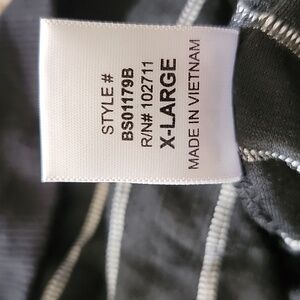 STYLE #
BS01179B
R/N# 102711
X-LARGE
MADE IN VIETNAM